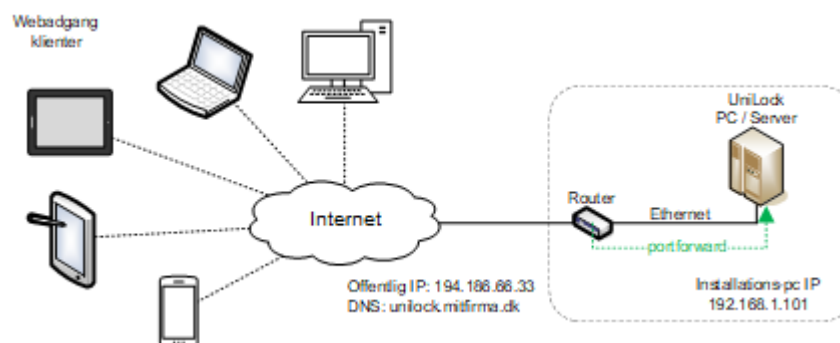 Webadgang
klienter
UniLock
PC / Server
Router
Internet
Ethernet
portforward
Offentlig IP: 194.186.66.33
DNS: unilock.mitfirma.dk
Installations-pc IP
192.168.1.101